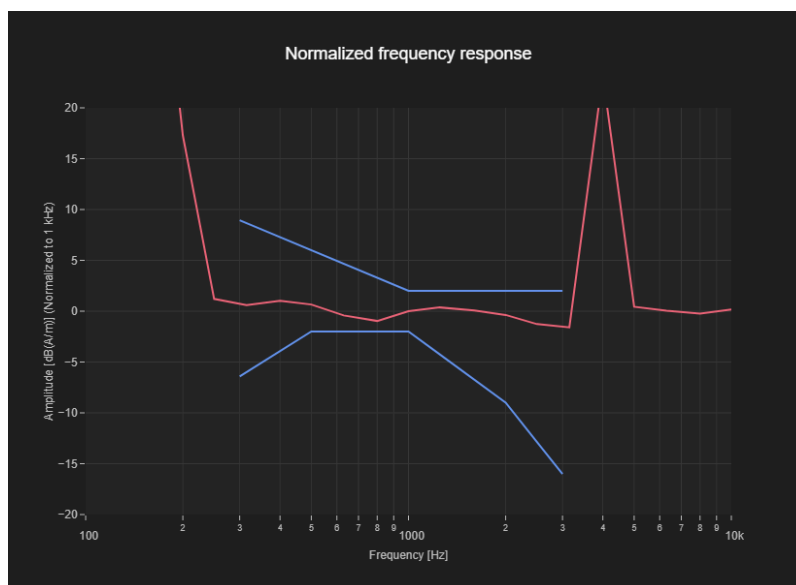 Normalized frequency response
Amplitude [dB(A/m)] (Normalized to 1 kHz)
20
15
10
5
0
−5
−10
−15
−20
100 2 3 4 5 6 7 8 9 1000 2 3 4 5 6 7 8 9 10k
Frequency [Hz]